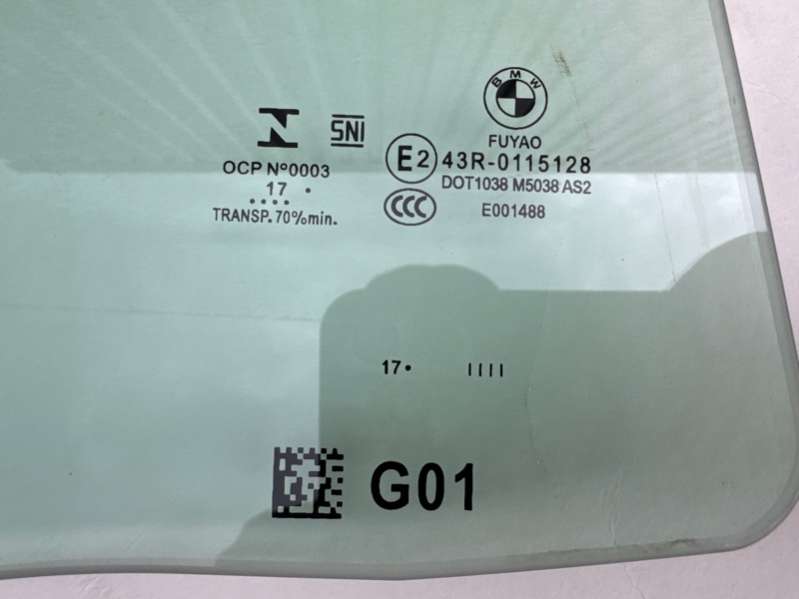 BMW
FUYAO
SNI
OCP Nº0003
17 •
••••
TRANSP. 70%min.
E2 43R-0115128
DOT1038 M5038 AS2
CCC
E001488
17• IIII
G01